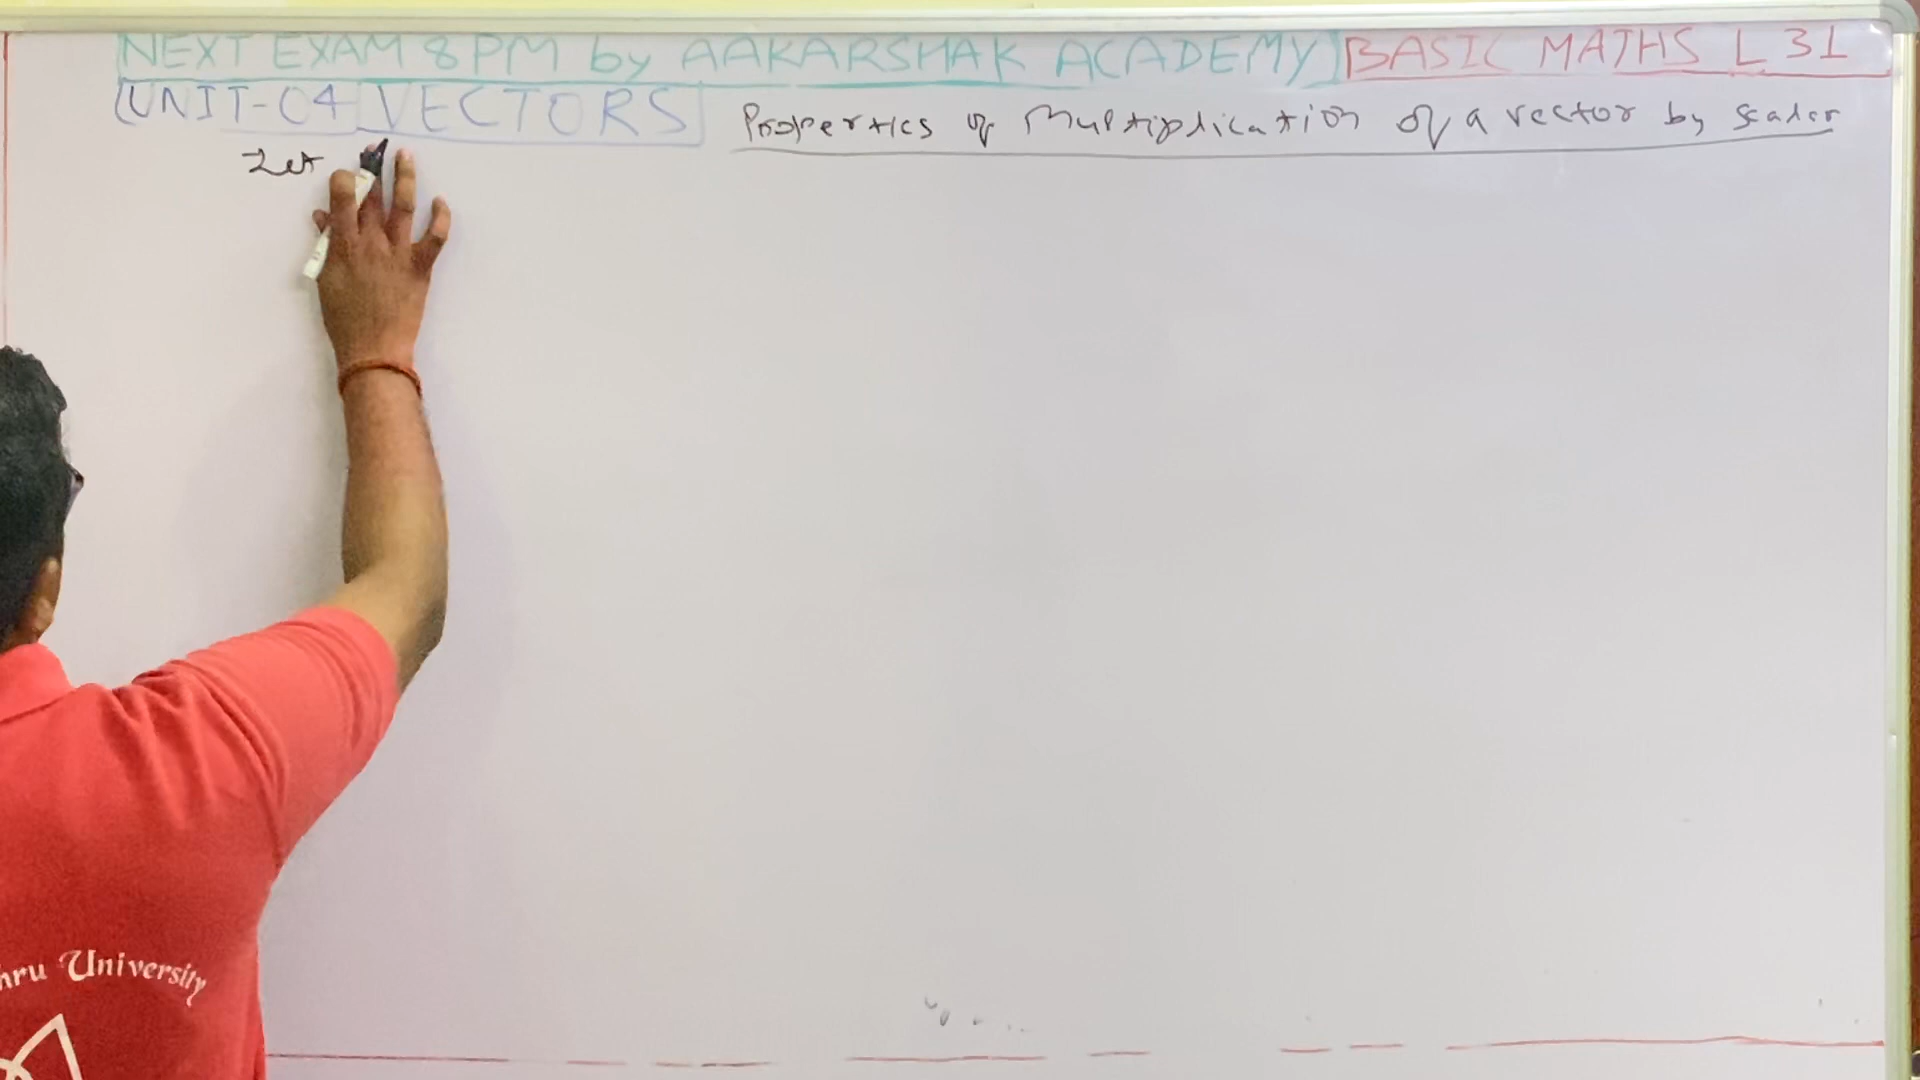 NEXT EXAM 8PM by AAKARSHAK ACADEMY BASIC MATHS L 31
UNIT-04 VECTORS Properties of Multiplication of a vector by scalar
Let
hru University